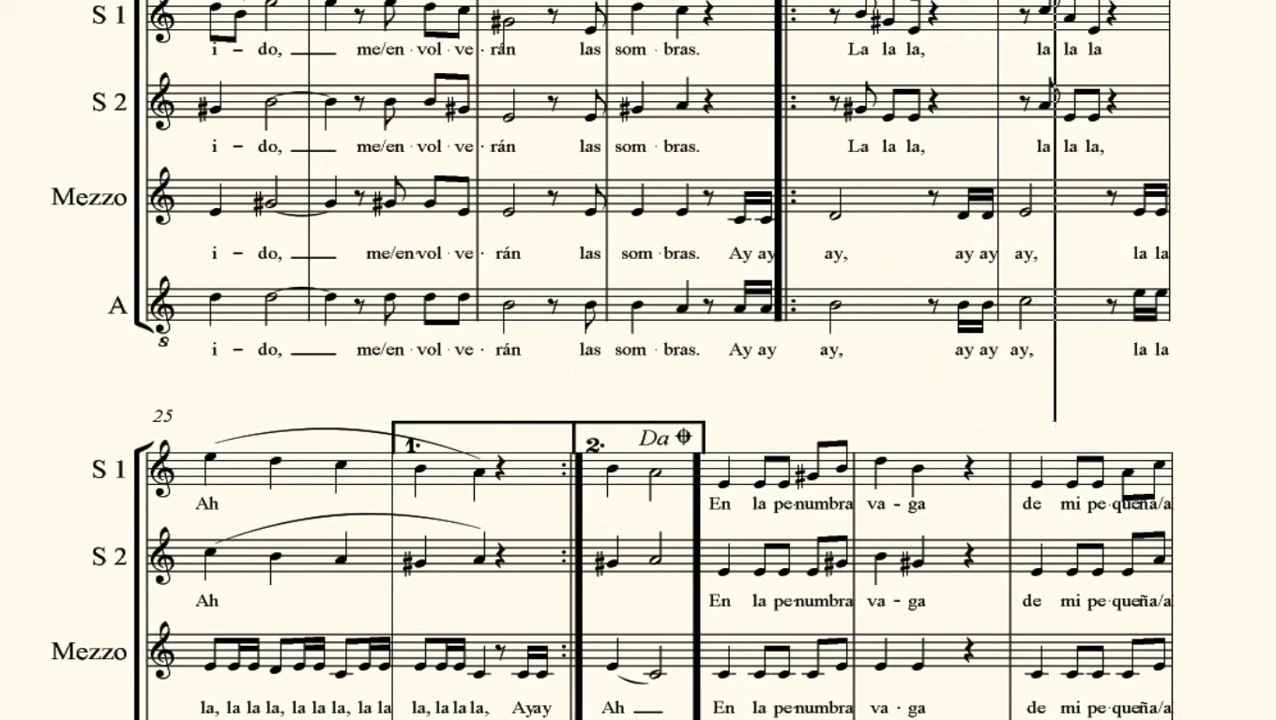 S 1
i - do, me/en · vol · ve · rán las som · bras. La la la, la la la
S 2
i - do, me/en · vol · ve · rán las som · bras. La la la, la la la,
Mezzo
i - do, me/en · vol · ve · rán las som · bras. Ay ay ay, ay ay ay, la la
A
8
i - do, me/en · vol · ve · rán las som · bras. Ay ay ay, ay ay ay, la la
25
1. 2. Da
S 1
Ah En la pe·numbra va - ga de mi pe·queña/a
S 2
Ah En la pe·numbra va - ga de mi pe·queña/a
Mezzo
la, la la la, la la la, la la la, la la la, Ayay Ah En la pe·numbra va · ga de mi pe·queña/a